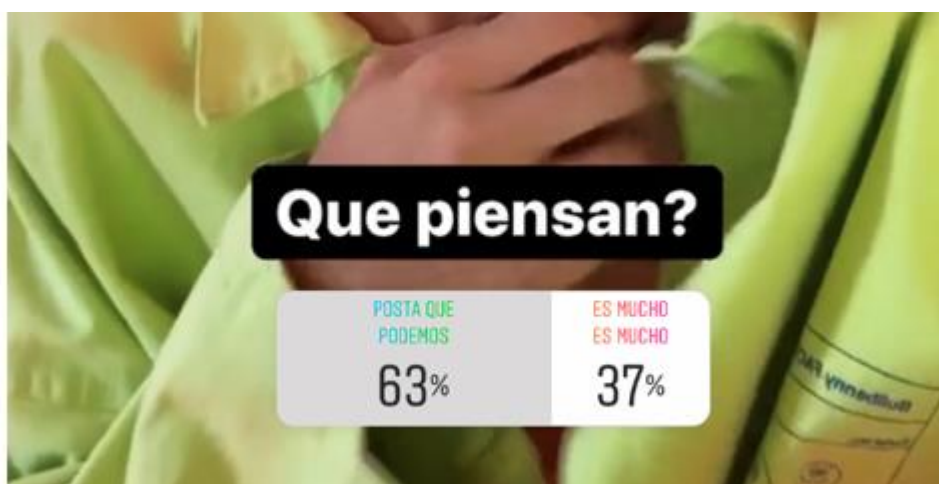 Que piensan?
POSTA QUE
PODEMOS
ES MUCHO
ES MUCHO
63%
37%